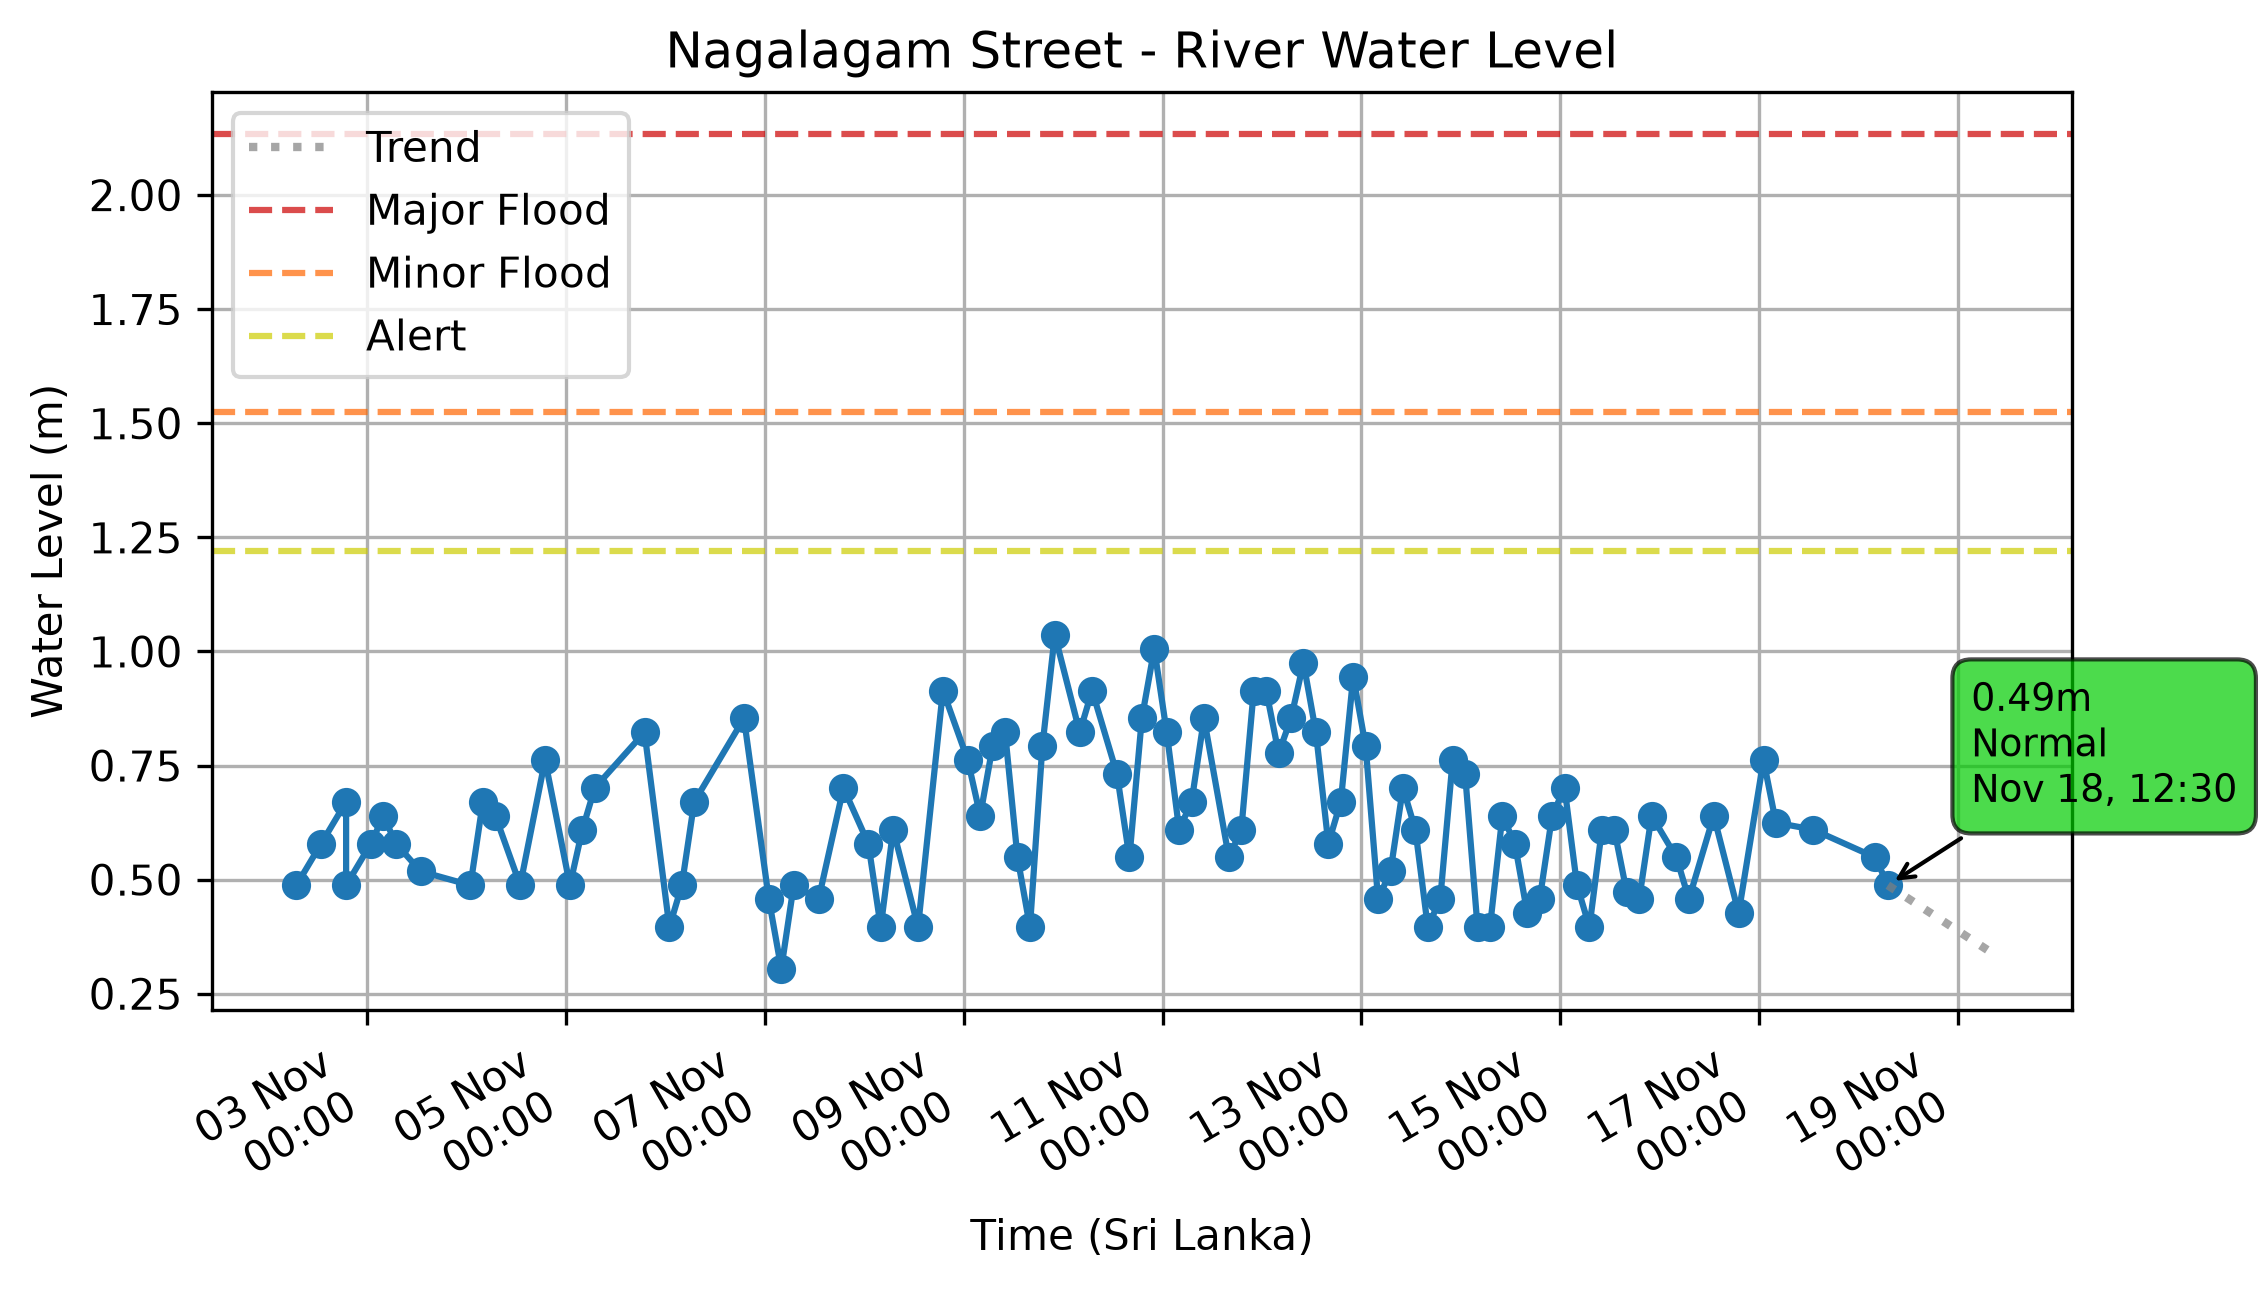 Nagalagam Street - River Water Level
Trend
Major Flood
Minor Flood
Alert
Water Level (m)
2.00
1.75
1.50
1.25
1.00
0.75
0.50
0.25
0.49m
Normal
Nov 18, 12:30
03 Nov
00:00
05 Nov
00:00
07 Nov
00:00
09 Nov
00:00
11 Nov
00:00
13 Nov
00:00
15 Nov
00:00
17 Nov
00:00
19 Nov
00:00
Time (Sri Lanka)